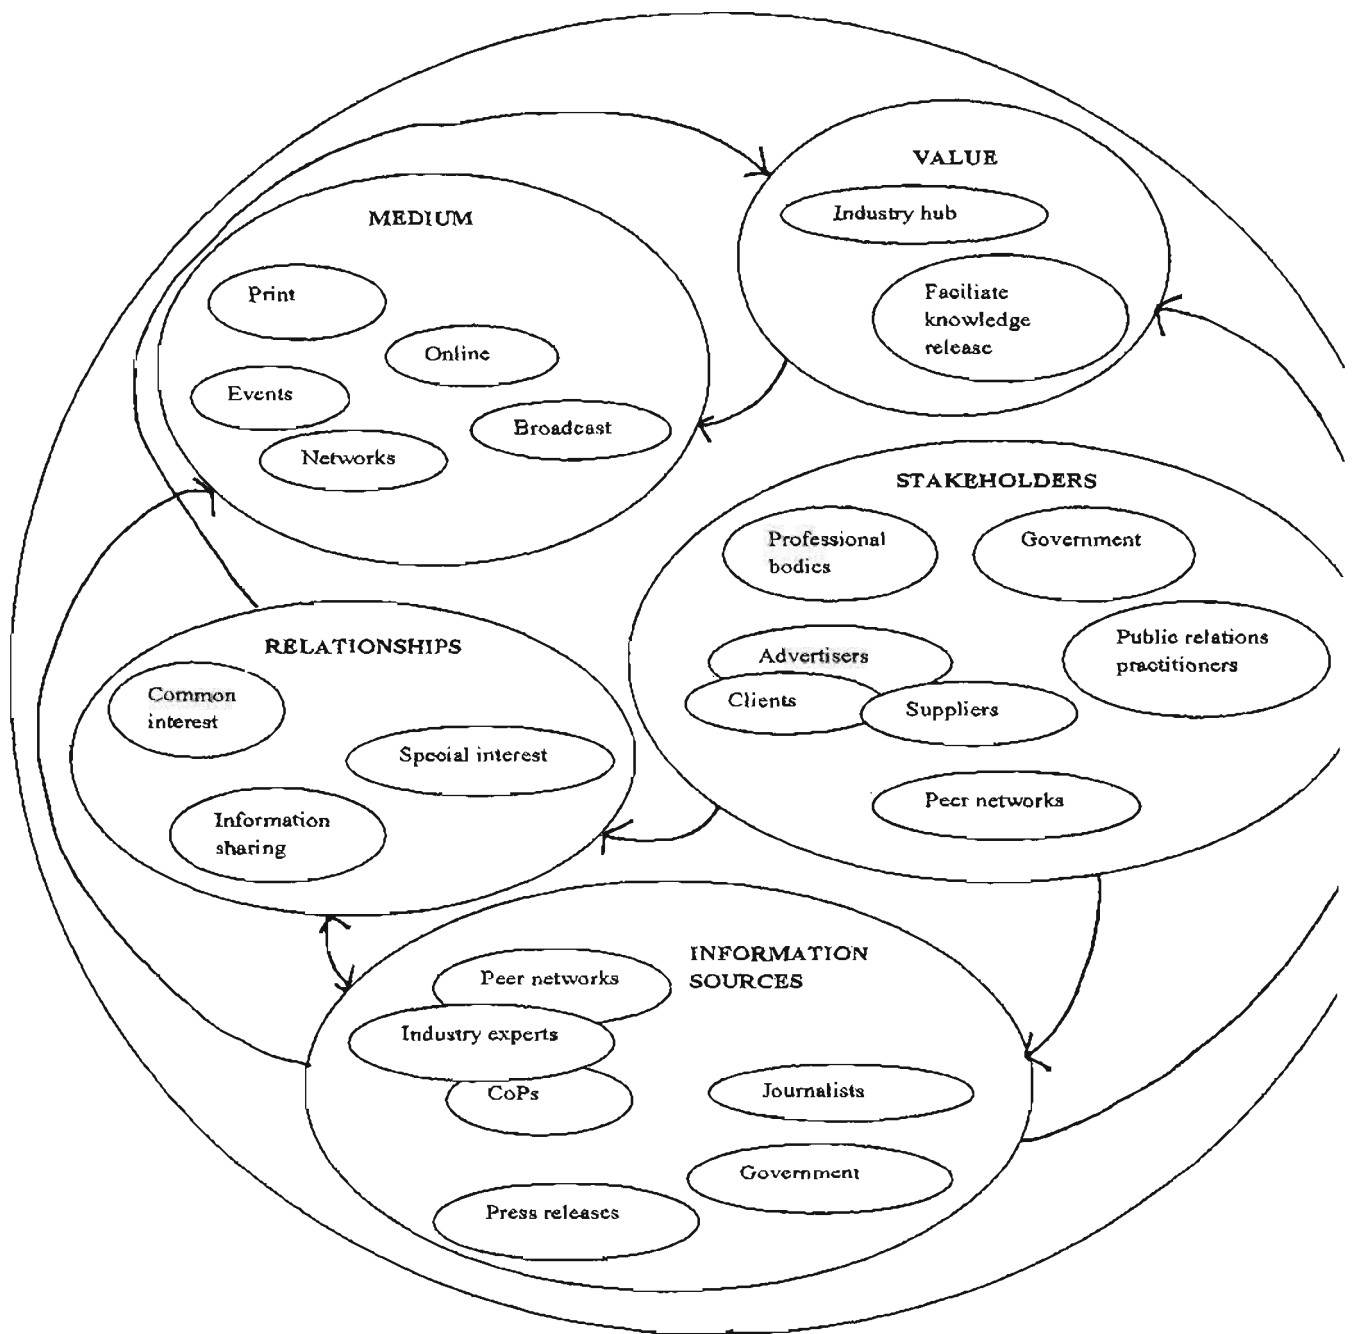 VALUE
Industry hub
Faciliate
knowledge
release
MEDIUM
Print
Online
Events
Broadcast
Networks
STAKEHOLDERS
Professional
bodies
Government
Public relations
practitioners
Advertisers
Clients
Suppliers
Peer networks
RELATIONSHIPS
Common
interest
Special interest
Information
sharing
INFORMATION
SOURCES
Peer networks
Industry experts
CoPs
Journalists
Government
Press releases